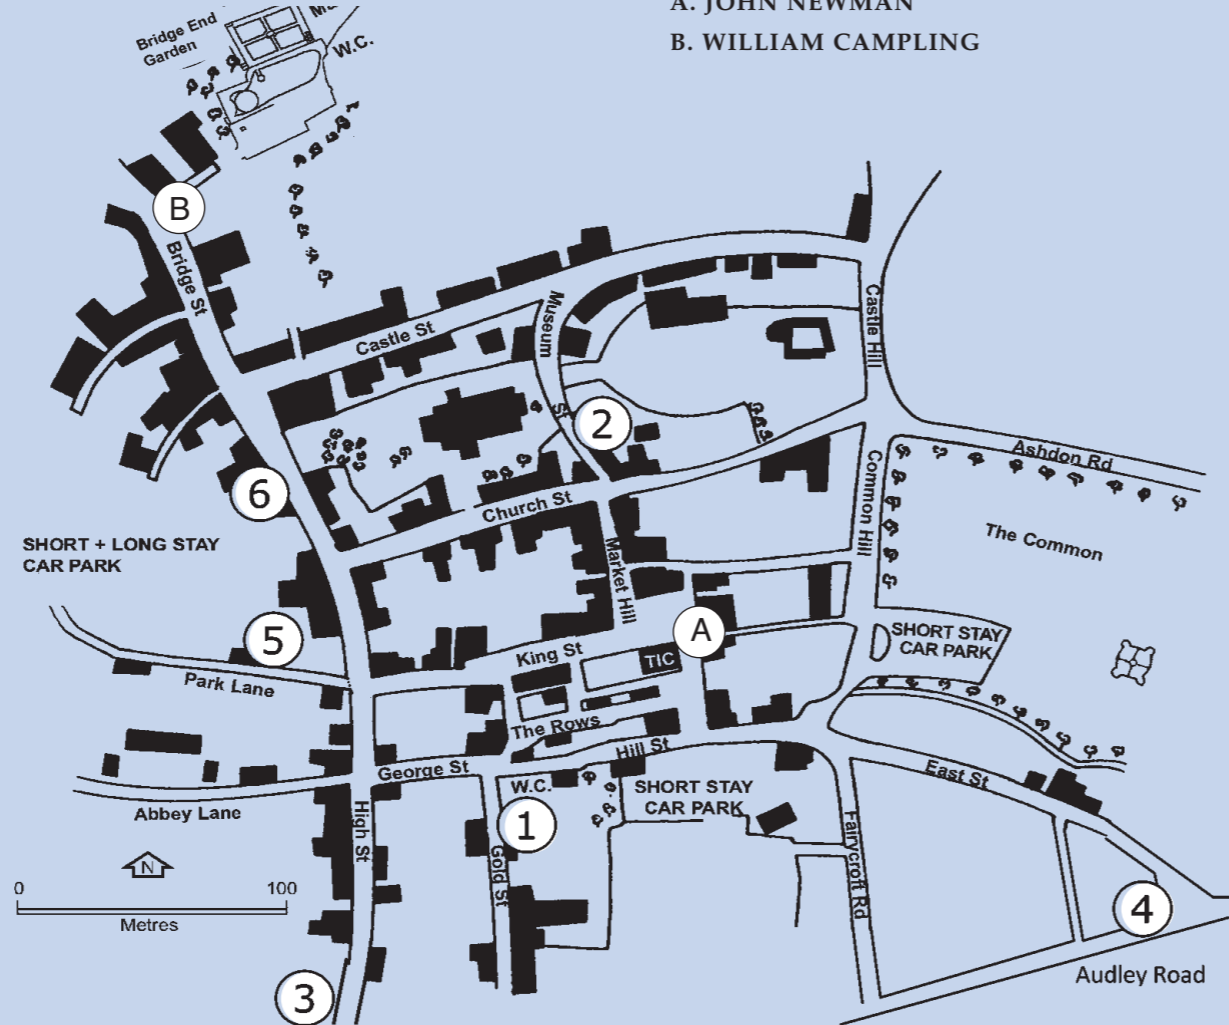 A. JOHN NEWMAN
B. WILLIAM CAMPLING
Bridge End
Garden
W.C.
B
Bridge St
Castle St
Museum
St
Castle Hill
2
Ashdon Rd
6
Church St
Common Hill
The Common
SHORT + LONG STAY
CAR PARK
Market Hill
5
A
King St
TIC
SHORT STAY
CAR PARK
Park Lane
The Rows
Hill St
George St
W.C.
SHORT STAY
CAR PARK
East St
Abbey Lane
High St
1
Gold St
Fairycroft Rd
N
0 100
Metres
4
3
Audley Road